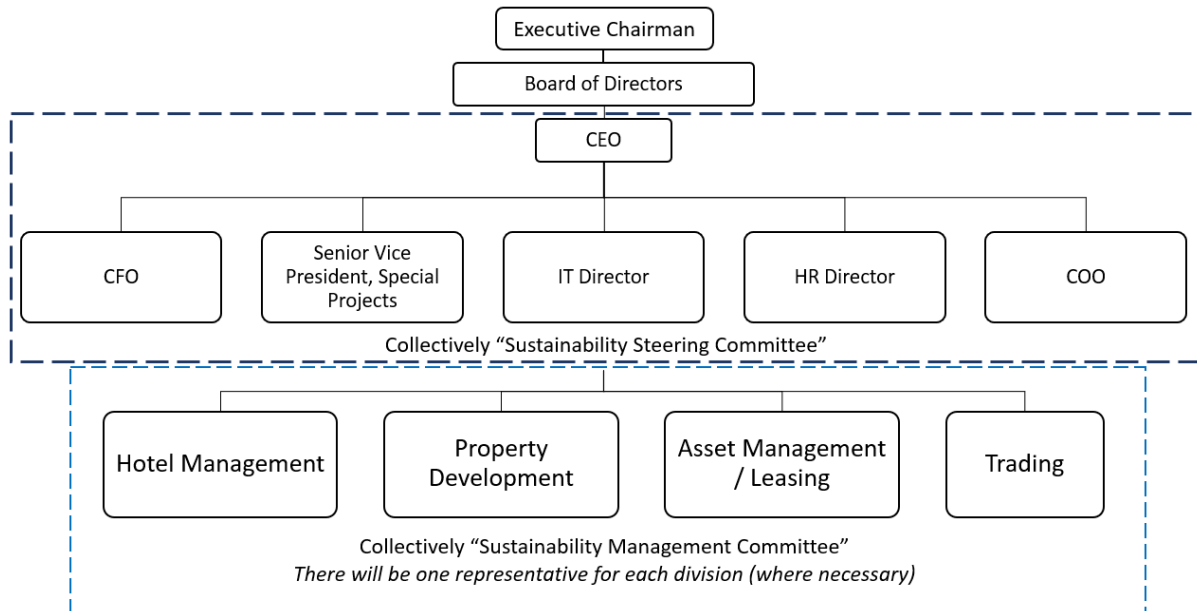 Executive Chairman
Board of Directors
CEO
CFO
Senior Vice
President, Special
Projects
IT Director
HR Director
COO
Collectively “Sustainability Steering Committee”
Hotel Management
Property
Development
Asset Management
/ Leasing
Trading
Collectively “Sustainability Management Committee”
There will be one representative for each division (where necessary)